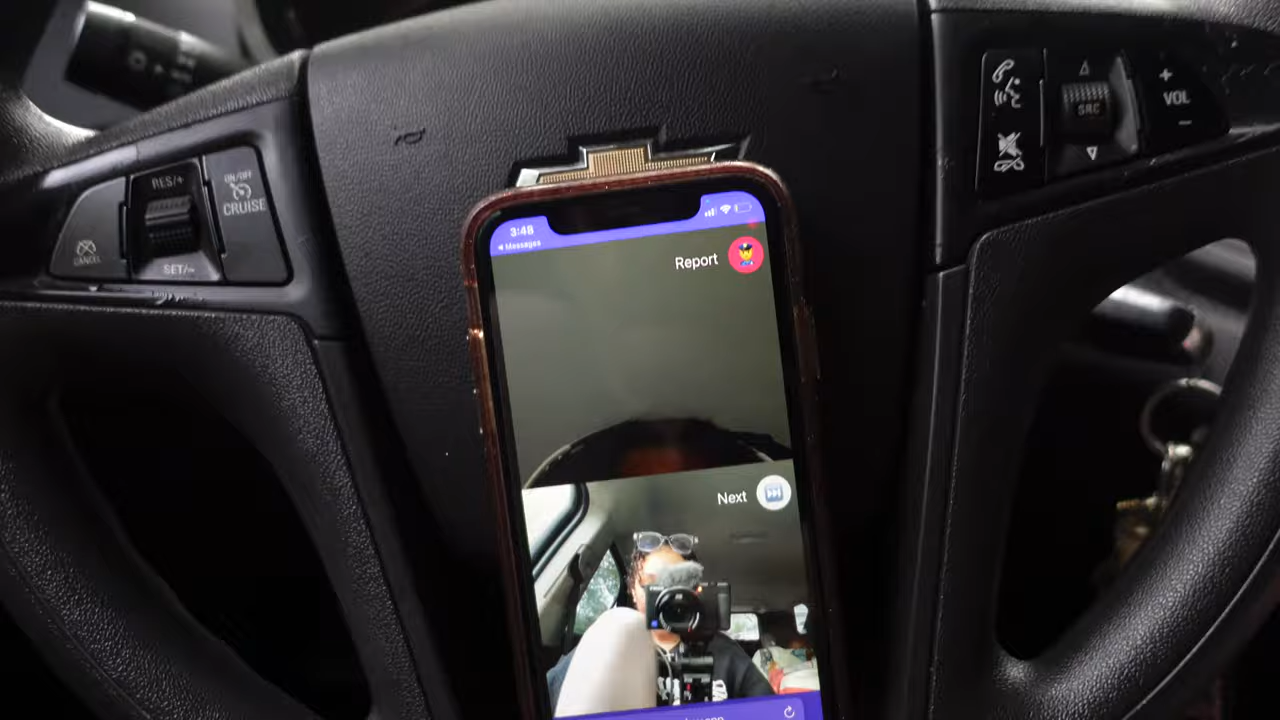 RES/+
ON/OFF
CRUISE
CANCEL
SET/-
SRC
+
VOL
-
3:48
Messages
Report
Next